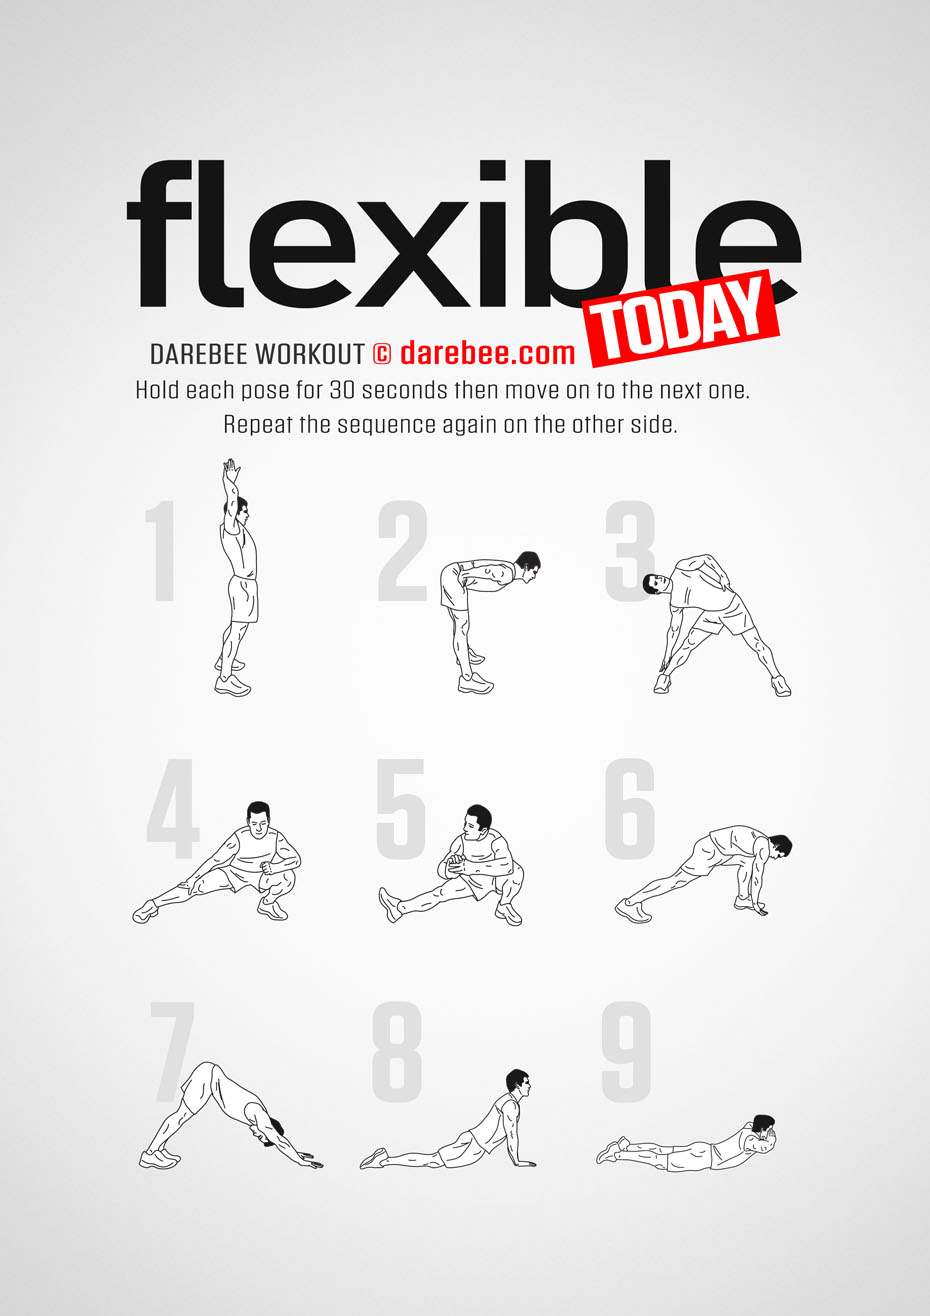 flexible
TODAY
DAREBEE WORKOUT © darebee.com
Hold each pose for 30 seconds then move on to the next one.
Repeat the sequence again on the other side.
1 2 3
4 5 6
7 8 9